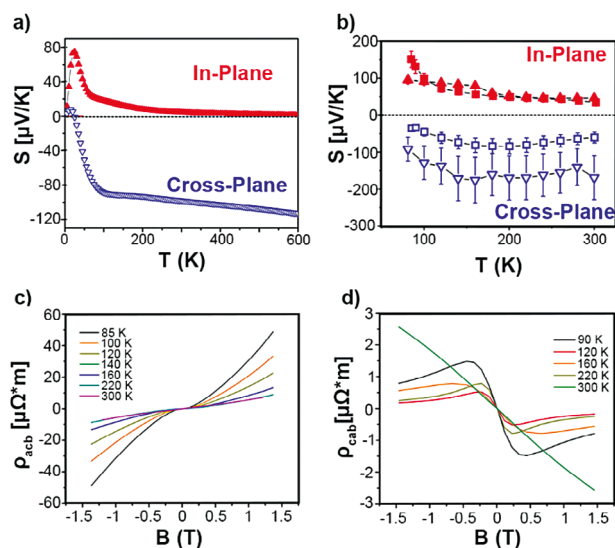 a)
In-Plane
Cross-Plane
S [μV/K]
80
40
0
-40
-80
-120
0
200
400
600
T (K)
b)
In-Plane
Cross-Plane
S [μV/K]
200
100
0
-100
-200
-300
100
200
300
T (K)
c)
85 K
100 K
120 K
140 K
160 K
220 K
300 K
ρacb [μΩ*m]
60
40
20
0
-20
-40
-60
-1.5
-1
-0.5
0
0.5
1
1.5
B (T)
d)
90 K
120 K
160 K
220 K
300 K
ρcab[μΩ*m]
3
2
1
0
-1
-2
-3
-1.5
-1
-0.5
0
0.5
1
1.5
B (T)